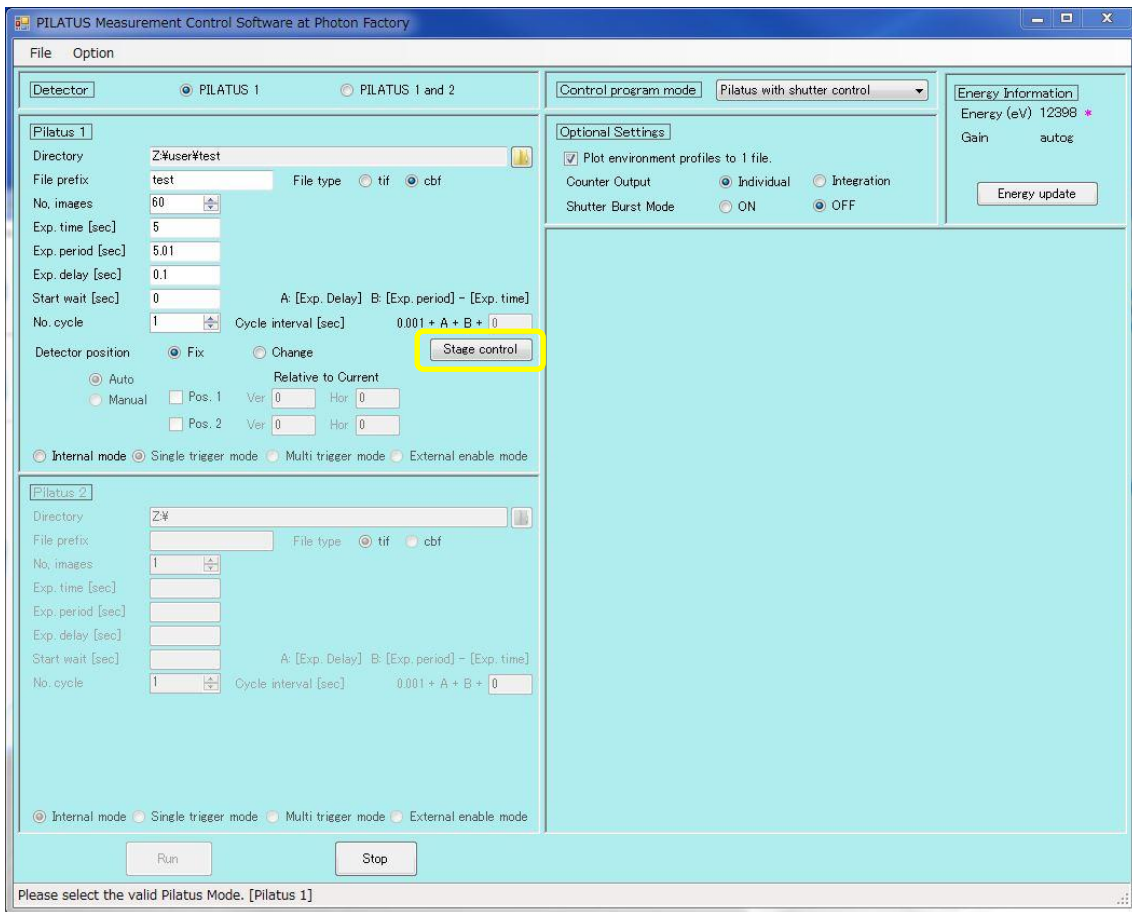 PILATUS Measurement Control Software at Photon Factory
File Option
Detector PILATUS 1 PILATUS 1 and 2
Control program mode Pilatus with shutter control
Energy Information
Energy (eV) 12398 *
Gain autog
Energy update
Pilatus 1
Directory Z:¥user¥test
File prefix test File type tif cbf
No, images 60
Exp. time [sec] 5
Exp. period [sec] 5.01
Exp. delay [sec] 0.1
Start wait [sec] 0 A: [Exp. Delay] B: [Exp. period] - [Exp. time]
No. cycle 1 Cycle interval [sec] 0.001 + A + B + 0
Detector position Fix Change Stage control
Auto Relative to Current
Manual Pos. 1 Ver 0 Hor 0
Pos. 2 Ver 0 Hor 0
Internal mode Single trigger mode Multi trigger mode External enable mode
Optional Settings
Plot environment profiles to 1 file.
Counter Output Individual Integration
Shutter Burst Mode ON OFF
Pilatus 2
Directory Z:¥
File prefix File type tif cbf
No, images 1
Exp. time [sec]
Exp. period [sec]
Exp. delay [sec]
Start wait [sec] A: [Exp. Delay] B: [Exp. period] - [Exp. time]
No. cycle 1 Cycle interval [sec] 0.001 + A + B + 0
Internal mode Single trigger mode Multi trigger mode External enable mode
Run Stop
Please select the valid Pilatus Mode. [Pilatus 1]